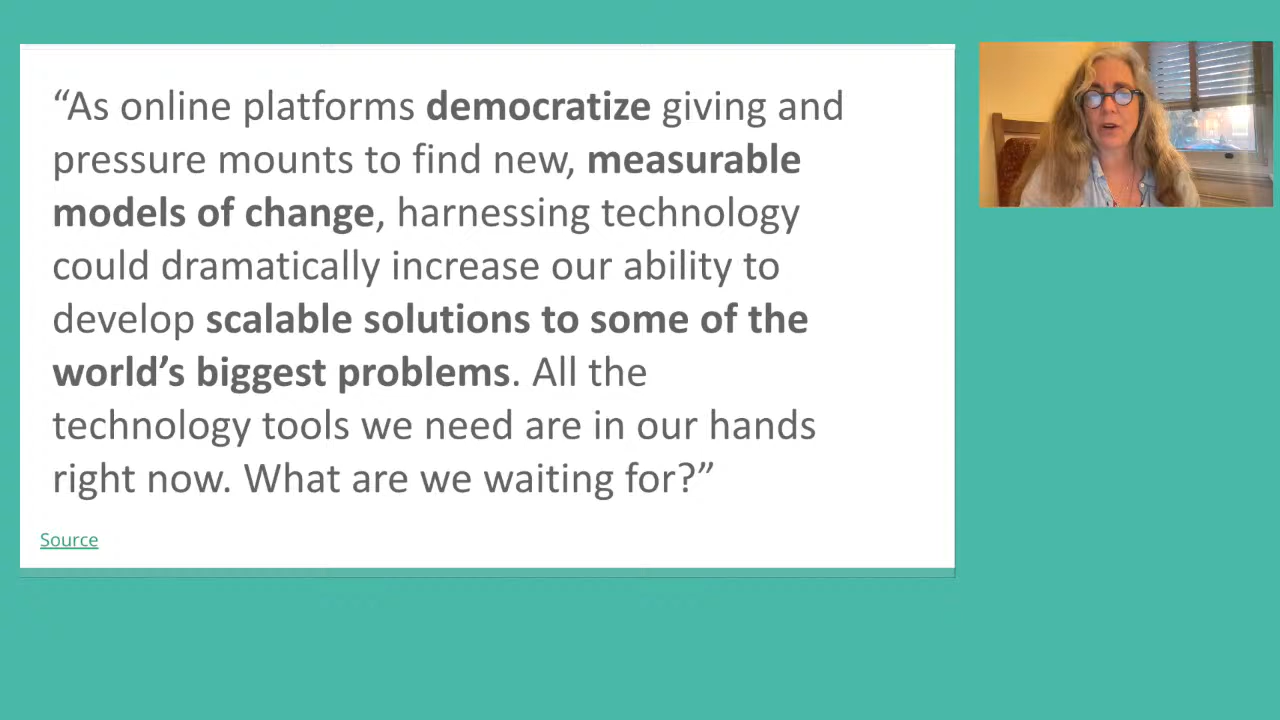 “As online platforms democratize giving and
pressure mounts to find new, measurable
models of change, harnessing technology
could dramatically increase our ability to
develop scalable solutions to some of the
world’s biggest problems. All the
technology tools we need are in our hands
right now. What are we waiting for?”
Source